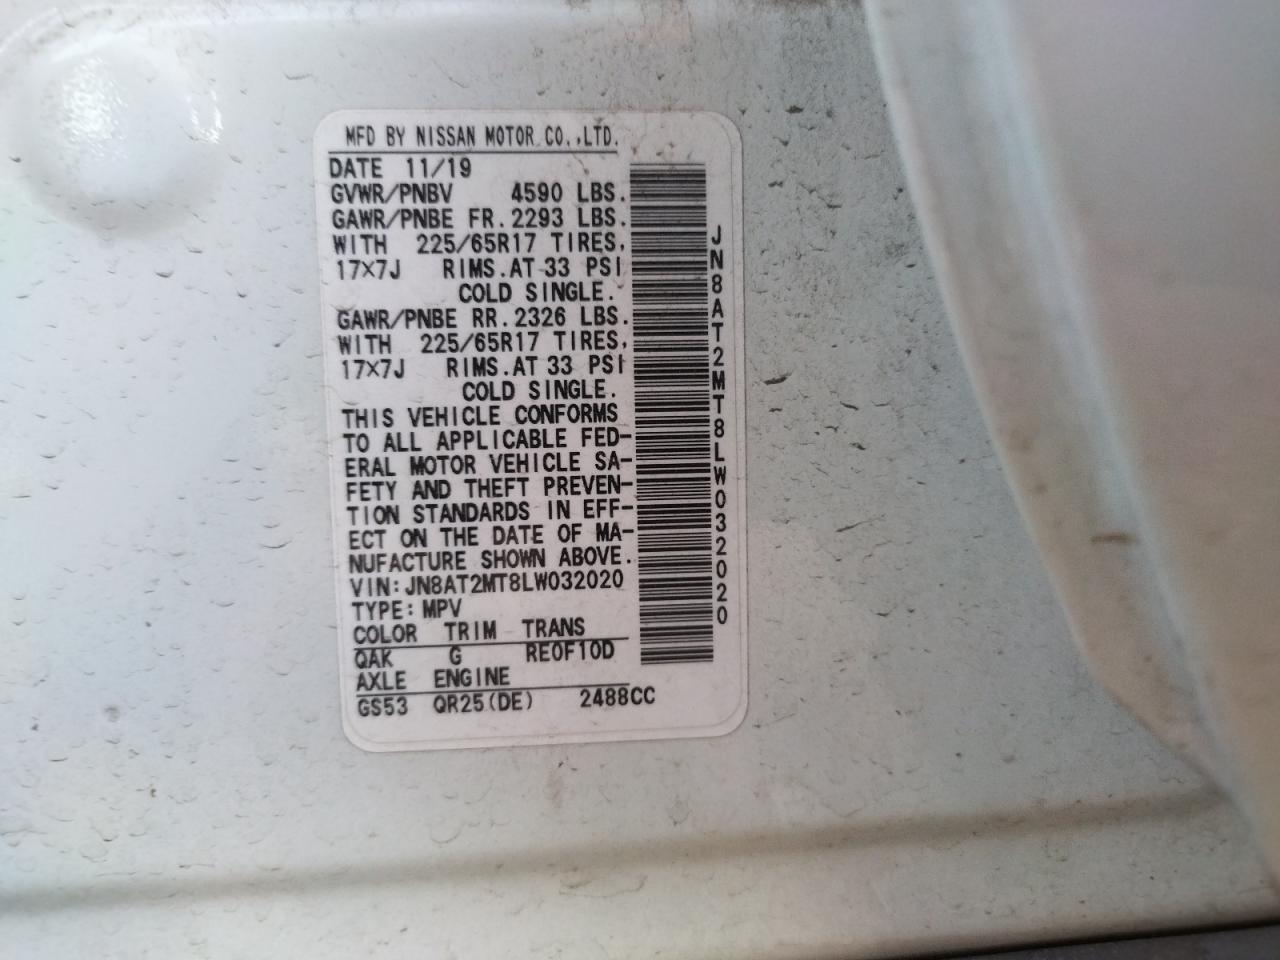 MFD BY NISSAN MOTOR CO.,LTD.
DATE 11/19
GVWR/PNBV 4590 LBS.
GAWR/PNBE FR. 2293 LBS.
WITH 225/65R17 TIRES,
17×7J RIMS. AT 33 PSI
COLD SINGLE.
GAWR/PNBE RR. 2326 LBS.
WITH 225/65R17 TIRES,
17×7J RIMS. AT 33 PSI
COLD SINGLE.
THIS VEHICLE CONFORMS
TO ALL APPLICABLE FED-
ERAL MOTOR VEHICLE SA-
FETY AND THEFT PREVEN-
TION STANDARDS IN EFF-
ECT ON THE DATE OF MA-
NUFACTURE SHOWN ABOVE.
VIN:JN8AT2MT8LW032020
TYPE: MPV
COLOR TRIM TRANS
QAK G RE0F10D
AXLE ENGINE
GS53 QR25(DE) 2488CC
JN8AT2MT8LW032020